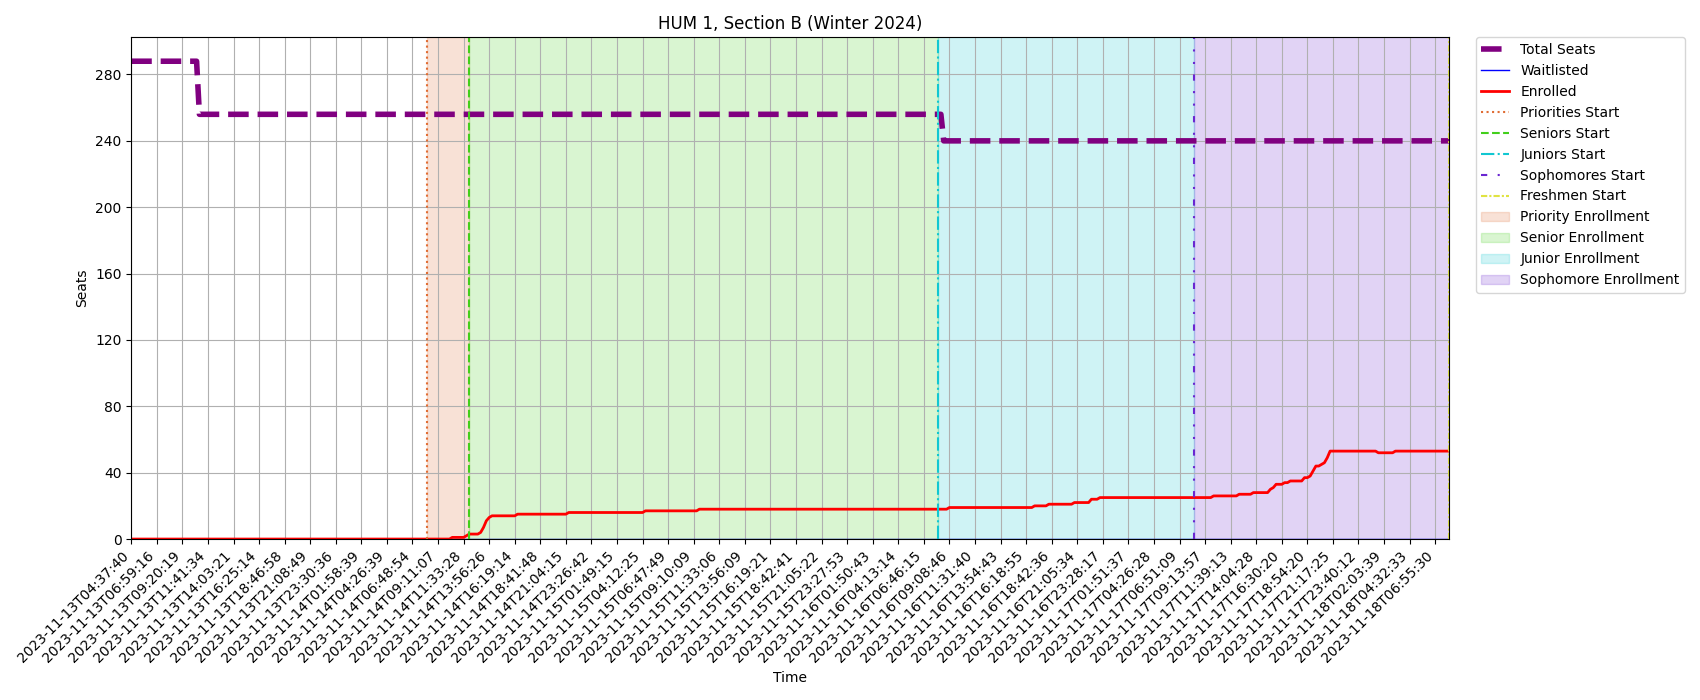 HUM 1, Section B (Winter 2024)
Seats
280
240
200
160
120
80
40
0
2023-11-13T04:37:40
2023-11-13T06:59:16
2023-11-13T09:20:19
2023-11-13T11:41:34
2023-11-13T14:03:21
2023-11-13T16:25:14
2023-11-13T18:46:58
2023-11-13T21:08:49
2023-11-13T23:30:36
2023-11-14T01:58:39
2023-11-14T04:26:39
2023-11-14T06:48:54
2023-11-14T09:11:07
2023-11-14T11:33:28
2023-11-14T13:56:26
2023-11-14T16:19:14
2023-11-14T18:41:48
2023-11-14T21:04:15
2023-11-14T23:26:42
2023-11-15T01:49:15
2023-11-15T04:12:25
2023-11-15T06:47:49
2023-11-15T09:10:09
2023-11-15T11:33:06
2023-11-15T13:56:09
2023-11-15T16:19:21
2023-11-15T18:42:41
2023-11-15T21:05:22
2023-11-15T23:27:53
2023-11-16T01:50:43
2023-11-16T04:13:14
2023-11-16T06:46:15
2023-11-16T09:08:46
2023-11-16T11:31:40
2023-11-16T13:54:43
2023-11-16T16:18:55
2023-11-16T18:42:36
2023-11-16T21:05:34
2023-11-16T23:28:17
2023-11-17T01:51:37
2023-11-17T04:26:28
2023-11-17T06:51:09
2023-11-17T09:13:57
2023-11-17T11:39:13
2023-11-17T14:04:28
2023-11-17T16:30:20
2023-11-17T18:54:20
2023-11-17T21:17:25
2023-11-17T23:40:12
2023-11-18T02:03:39
2023-11-18T04:32:33
2023-11-18T06:55:30
Time
Total Seats
Waitlisted
Enrolled
Priorities Start
Seniors Start
Juniors Start
Sophomores Start
Freshmen Start
Priority Enrollment
Senior Enrollment
Junior Enrollment
Sophomore Enrollment